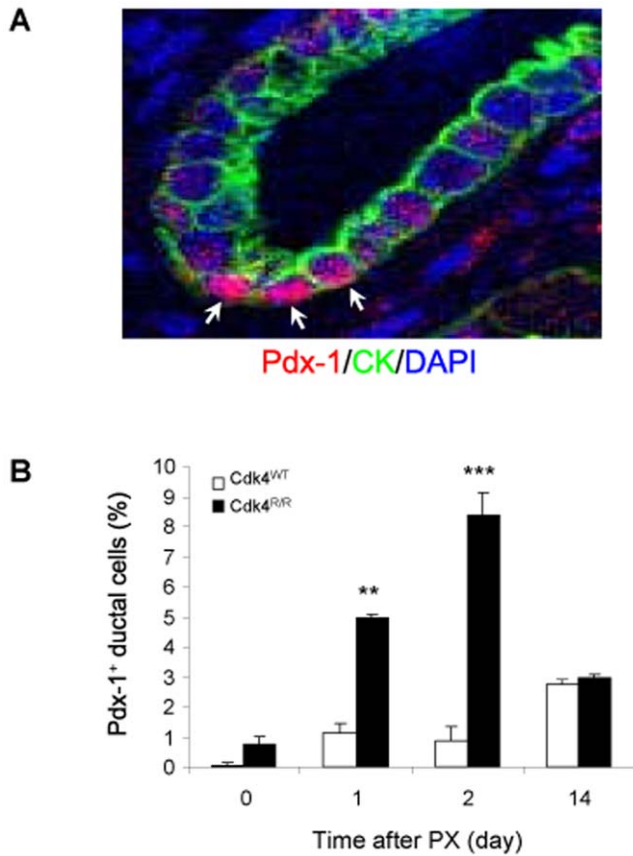 A
Pdx-1/CK/DAPI
B
Pdx-1⁺ ductal cells (%)
10
9
8
7
6
5
4
3
2
1
0
Cdk4ᵂᵀ
Cdk4ᴿ/ᴿ
**
***
0 1 2 14
Time after PX (day)